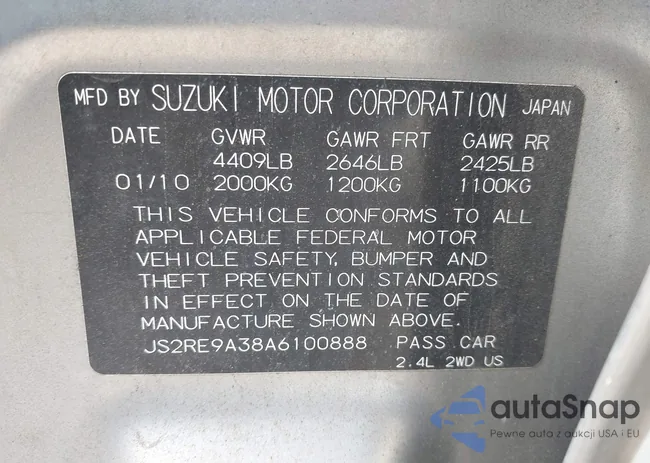 MFD BY SUZUKI MOTOR CORPORATION JAPAN
DATE GVWR GAWR FRT GAWR RR
4409LB 2646LB 2425LB
01/10 2000KG 1200KG 1100KG
THIS VEHICLE CONFORMS TO ALL
APPLICABLE FEDERAL MOTOR
VEHICLE SAFETY, BUMPER AND
THEFT PREVENTION STANDARDS
IN EFFECT ON THE DATE OF
MANUFACTURE SHOWN ABOVE.
JS2RE9A38A6100888 PASS CAR
2.4L 2WD US
autaSnap
Pewne auta z aukcji USA i EU